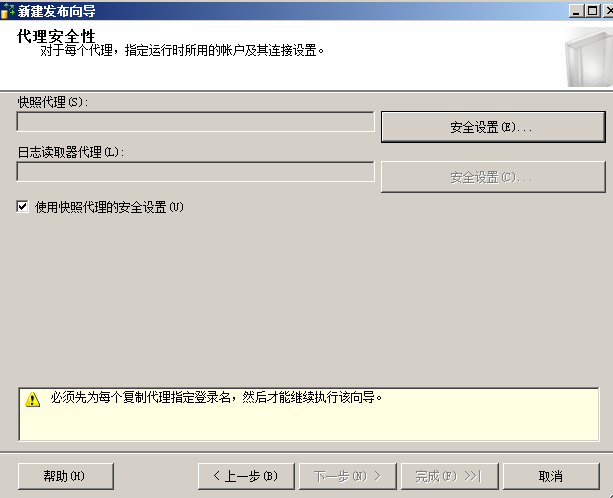 新建发布向导
代理安全性
对于每个代理，指定运行时所用的帐户及其连接设置。
快照代理(S):
安全设置(E)...
日志读取器代理(L):
安全设置(C)...
使用快照代理的安全设置(U)
必须先为每个复制代理指定登录名，然后才能继续执行该向导。
帮助(H)
< 上一步(B)
下一步(N) >
完成(F) >>|
取消